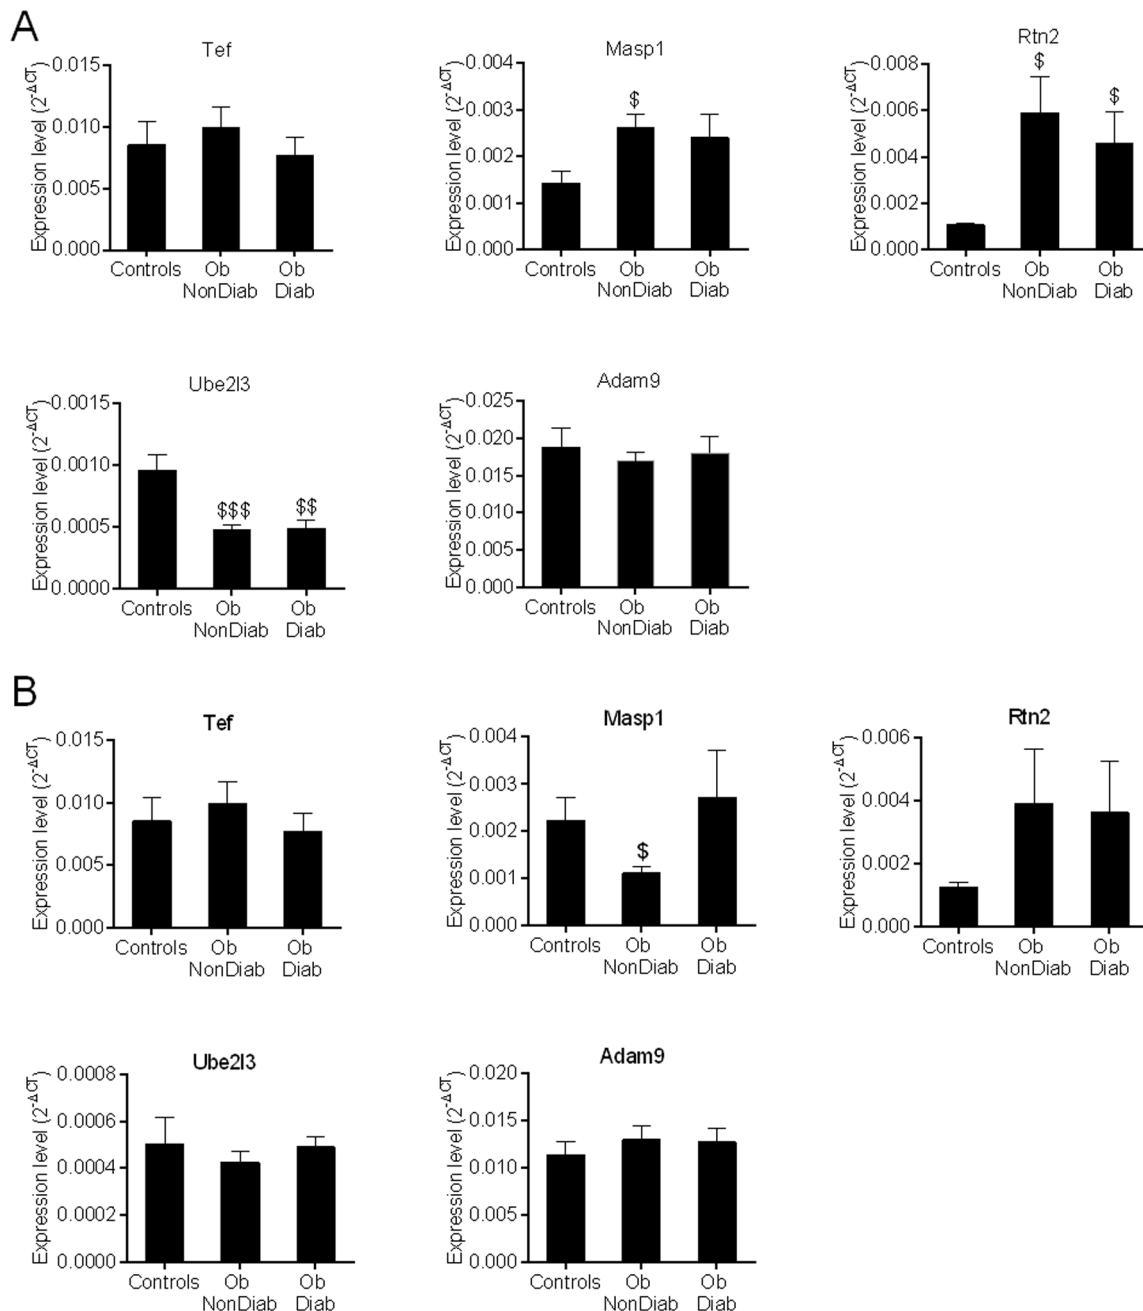 A
Tef
Expression level (2-ΔCT)
0.015
0.010
0.005
0.000
Controls
Ob
NonDiab
Ob
Diab
Masp1
Expression level (2-ΔCT)
0.004
0.003
0.002
0.001
0.000
$
Controls
Ob
NonDiab
Ob
Diab
Rtn2
Expression level (2-ΔCT)
0.008
0.006
0.004
0.002
0.000
$
$
Controls
Ob
NonDiab
Ob
Diab
Ube2l3
Expression level (2-ΔCT)
0.0015
0.0010
0.0005
0.0000
$$$
$$
Controls
Ob
NonDiab
Ob
Diab
Adam9
Expression level (2-ΔCT)
0.025
0.020
0.015
0.010
0.005
0.000
Controls
Ob
NonDiab
Ob
Diab
B
Tef
Expression level (2-ΔCT)
0.015
0.010
0.005
0.000
Controls
Ob
NonDiab
Ob
Diab
Masp1
Expression level (2-ΔCT)
0.004
0.003
0.002
0.001
0.000
$
Controls
Ob
NonDiab
Ob
Diab
Rtn2
Expression level (2-ΔCT)
0.006
0.004
0.002
0.000
Controls
Ob
NonDiab
Ob
Diab
Ube2l3
Expression level (2-ΔCT)
0.0008
0.0006
0.0004
0.0002
0.0000
Controls
Ob
NonDiab
Ob
Diab
Adam9
Expression level (2-ΔCT)
0.020
0.015
0.010
0.005
0.000
Controls
Ob
NonDiab
Ob
Diab